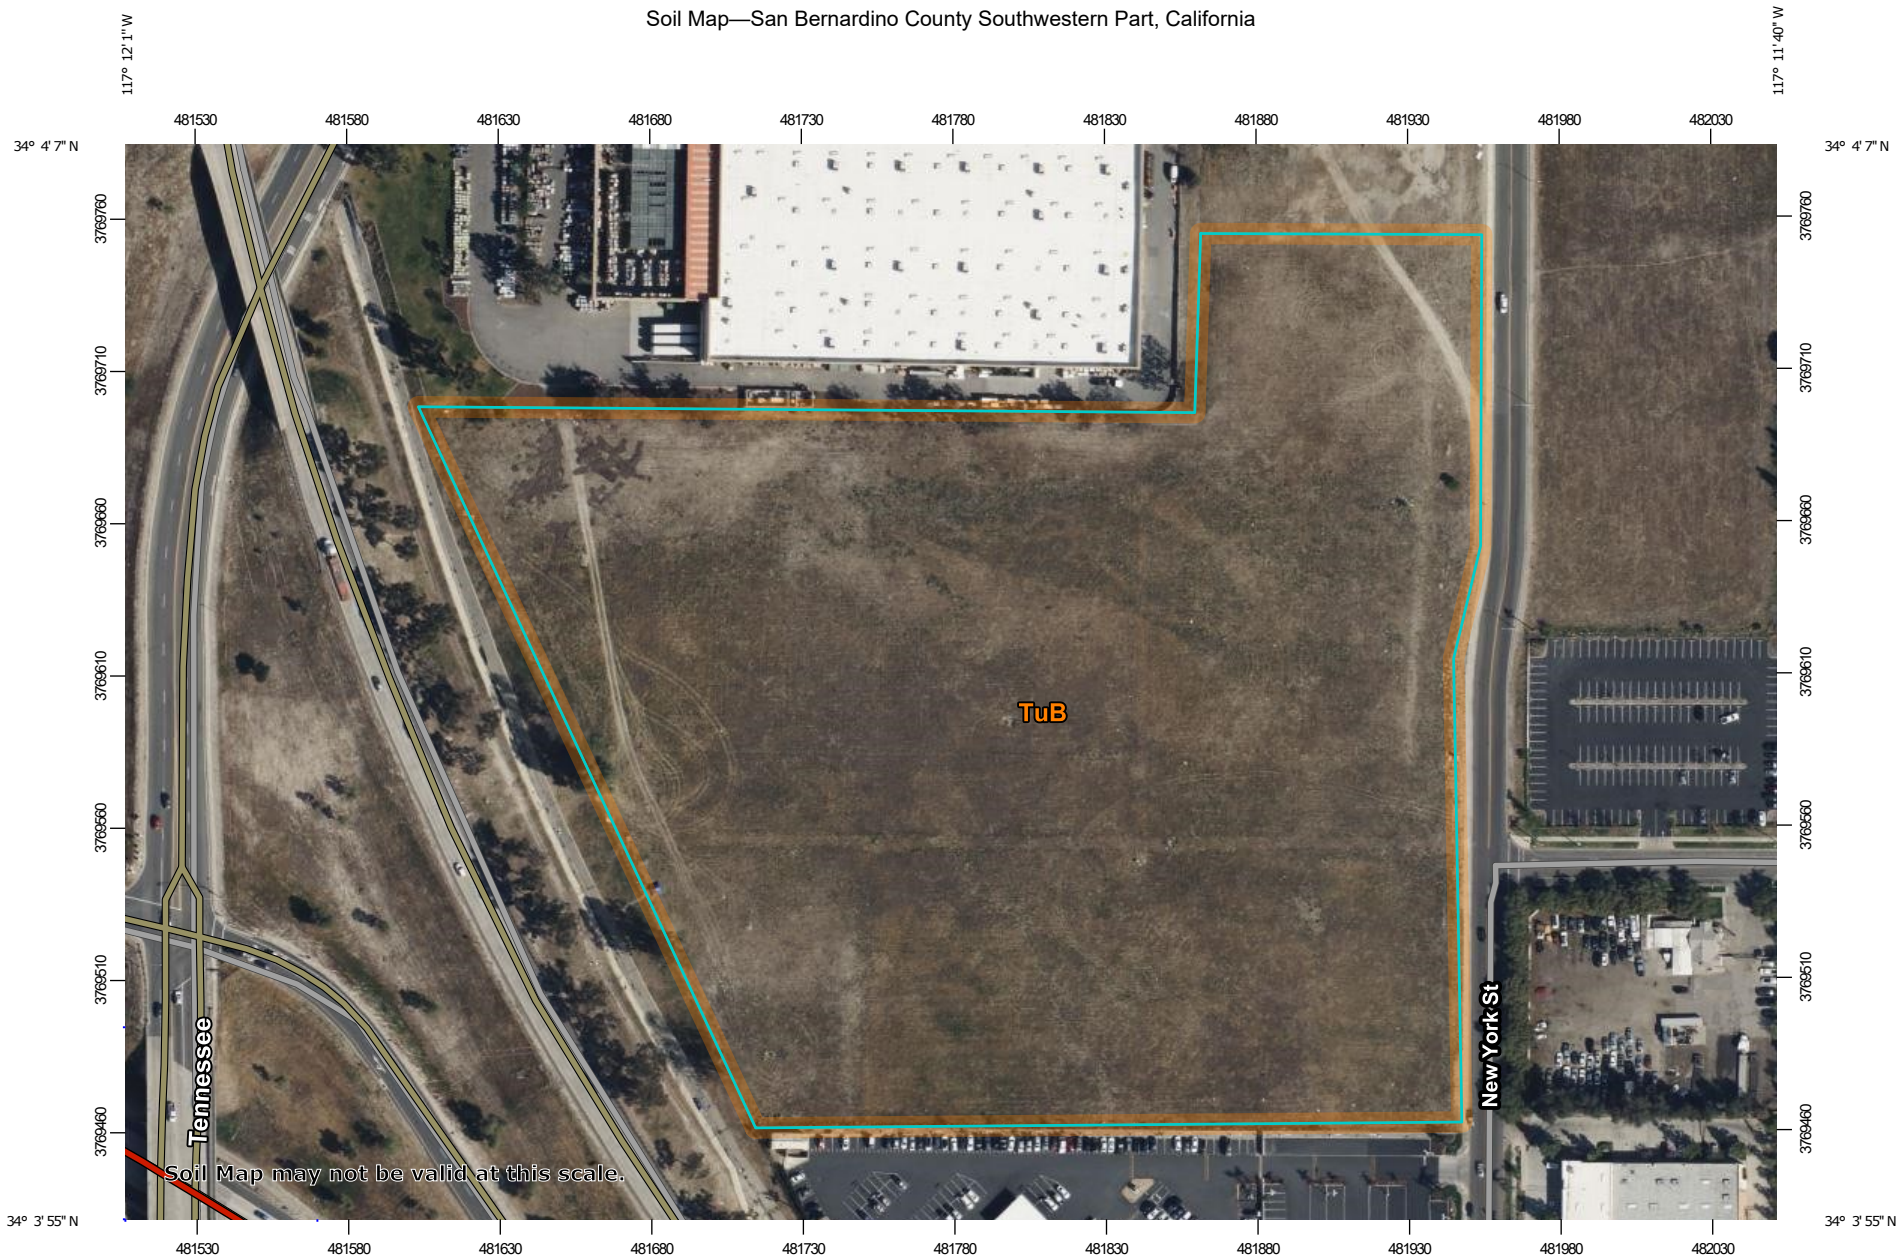 Soil Map—San Bernardino County Southwestern Part, California
117° 12' 1'' W
117° 11' 40'' W
481530 481580 481630 481680 481730 481780 481830 481880 481930 481980 482030
34° 4' 7'' N
34° 4' 7'' N
3769760
3769760
3769710
3769710
3769660
3769660
3769610
3769610
TuB
3769560
3769560
3769510
3769510
New York St
Tennessee
3769460
3769460
Soil Map may not be valid at this scale.
34° 3' 55'' N
34° 3' 55'' N
481530 481580 481630 481680 481730 481780 481830 481880 481930 481980 482030